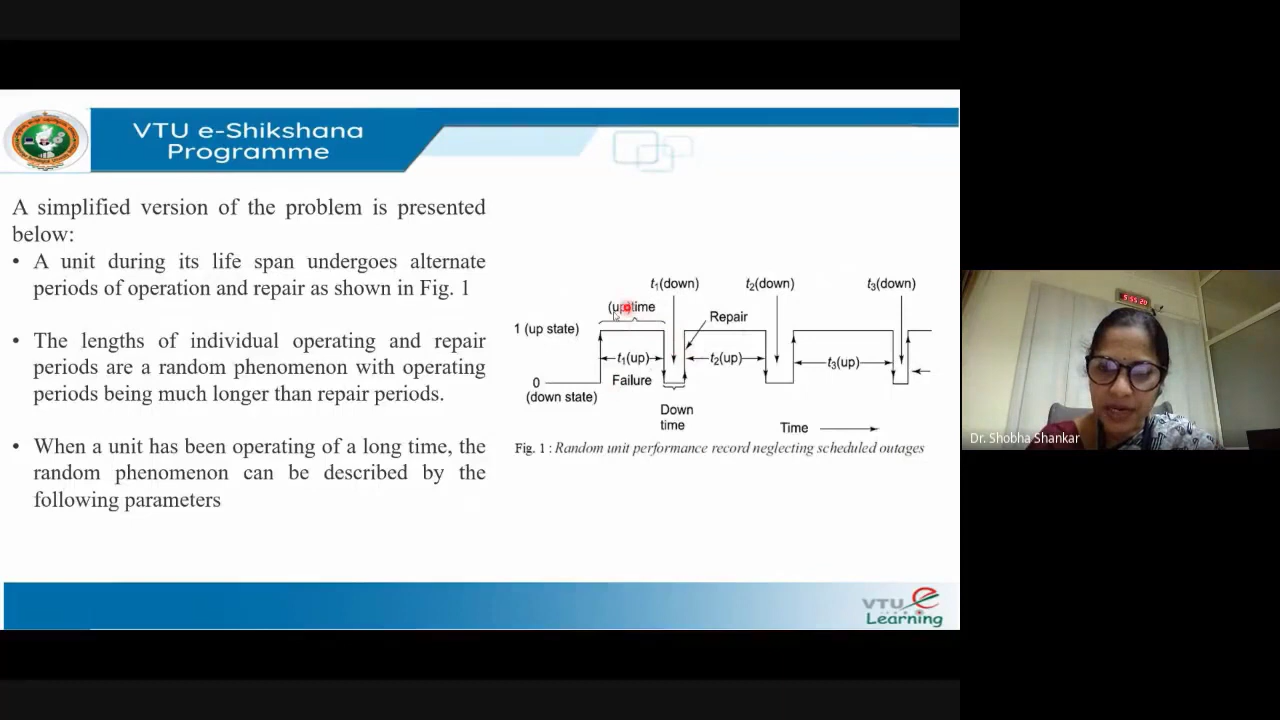 VTU e-Shikshana
Programme
A simplified version of the problem is presented
below:
• A unit during its life span undergoes alternate
periods of operation and repair as shown in Fig. 1
• The lengths of individual operating and repair
periods are a random phenomenon with operating
periods being much longer than repair periods.
• When a unit has been operating of a long time, the
random phenomenon can be described by the
following parameters
t₁(down)
t₂(down)
t₃(down)
(up time
Repair
1 (up state)
t₁(up)
t₂(up)
t₃(up)
Failure
0
(down state)
Down
time
Time
Fig. 1 : Random unit performance record neglecting scheduled outages
VTU e
Learning
5:55:20
Dr. Shobha Shankar